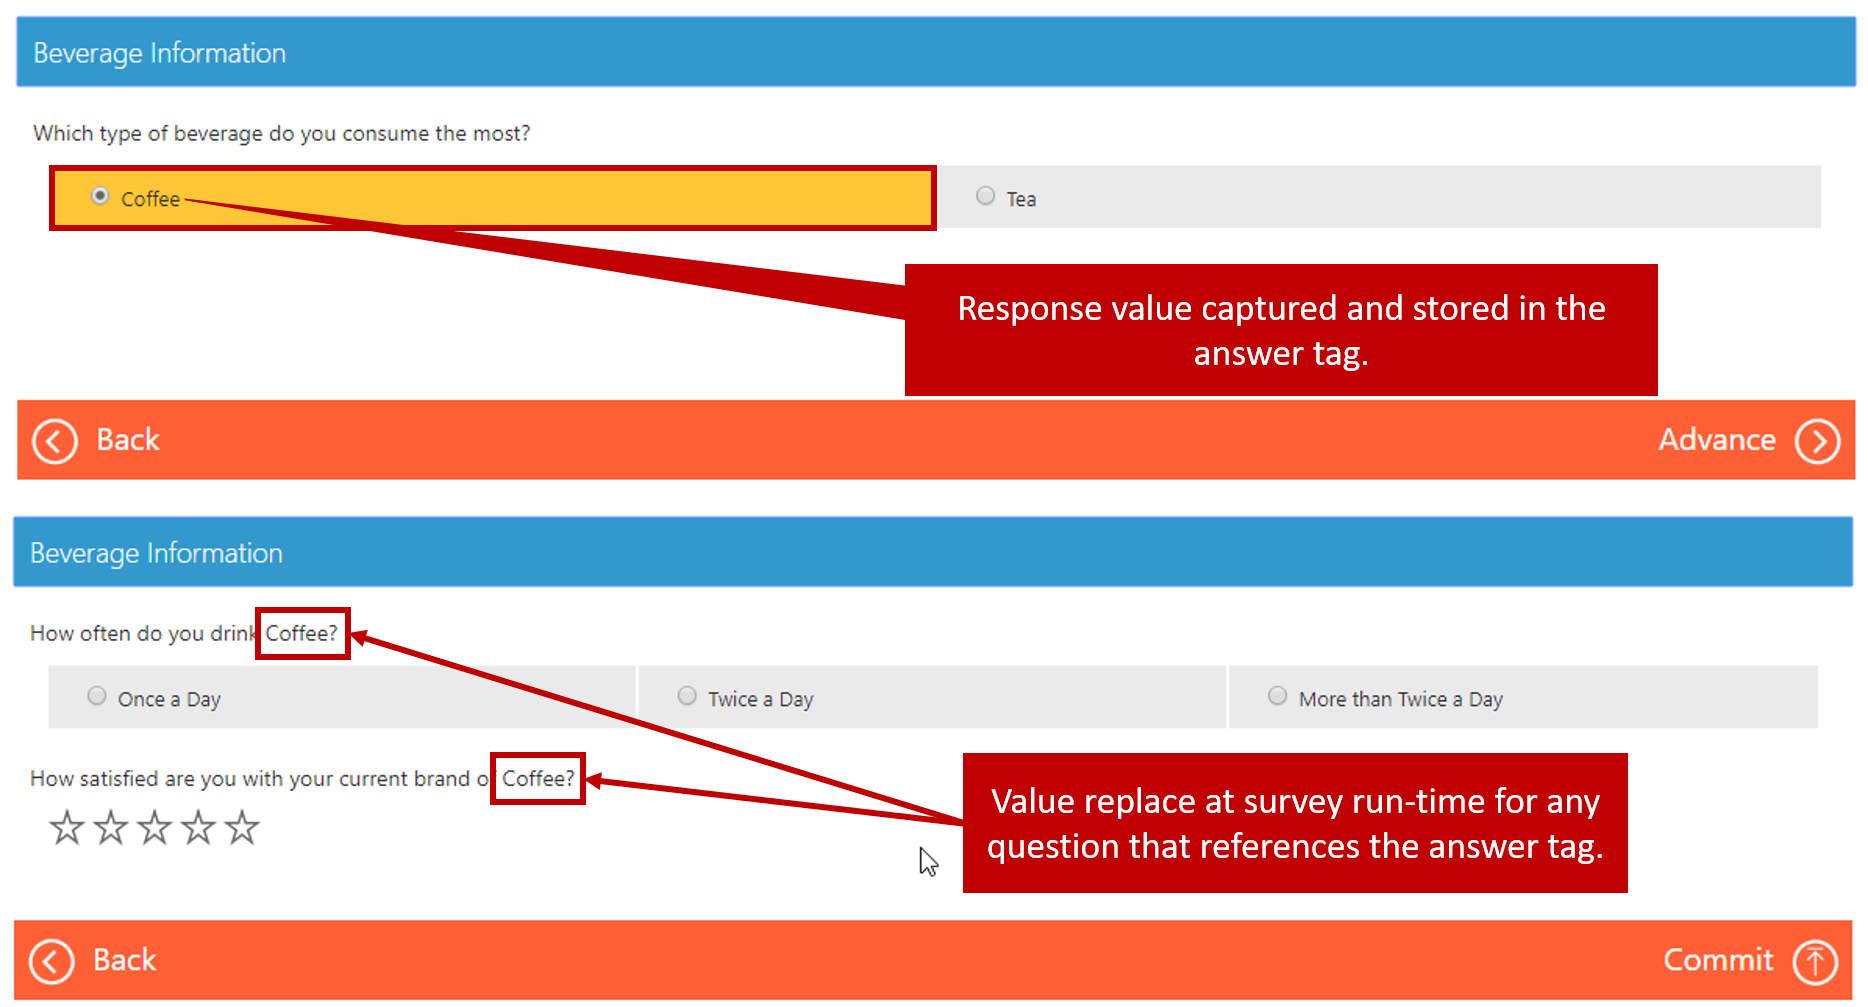 Beverage Information
Which type of beverage do you consume the most?
Coffee
Tea
Response value captured and stored in the
answer tag.
Back
Advance
Beverage Information
How often do you drink Coffee?
Once a Day
Twice a Day
More than Twice a Day
How satisfied are you with your current brand of Coffee?
Value replace at survey run-time for any
question that references the answer tag.
Back
Commit